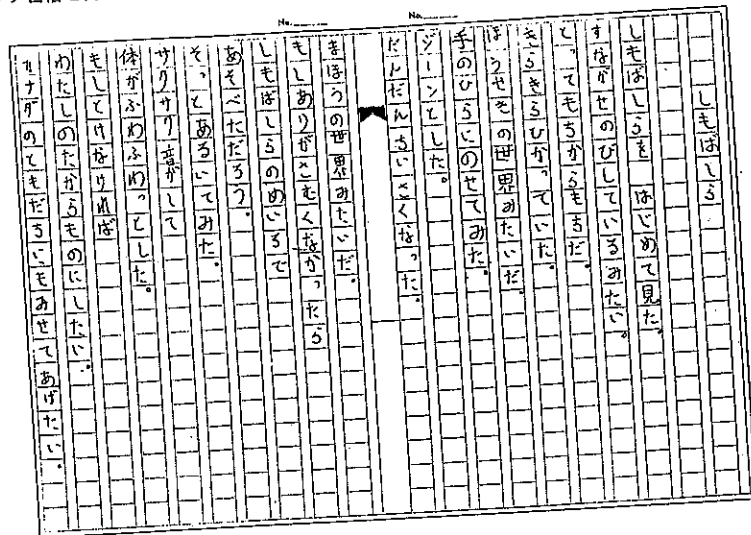 No.
No.
しもばしら
しもばしらを はじめて見た。
すながせのびしているみたい。
とってもちからもちだ。
きらきらひかっていた。
ほうせきの世界みたいだ。
手のひらにのせてみた。
ジーンとした。
だんだんちいさくなった。
まほうの世界みたいだ。
もしありがさむくなかったら
しもばしらのめいろで
あそべただろう。
そっとあるいてみた。
サクサク音がして
体がふわふわっとした。
もしとけなければ
わたしのたからものにしたい。
カナダのともだちにもみせてあげたい。